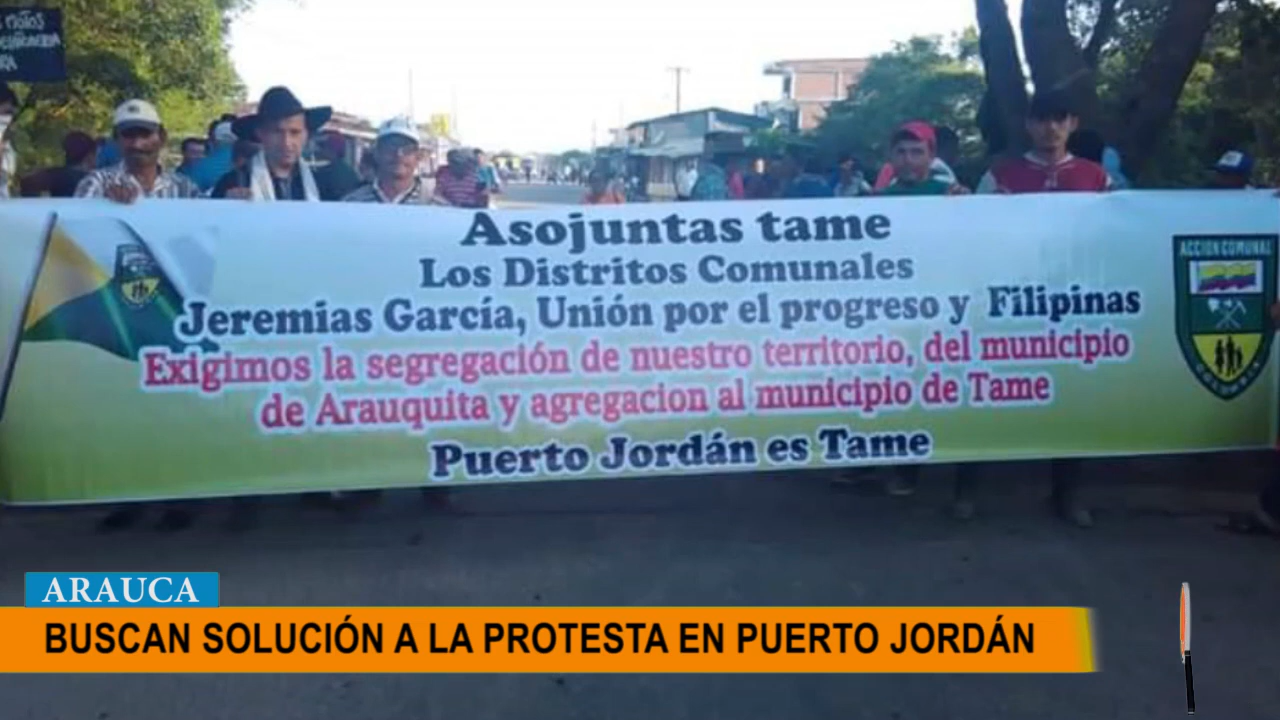 MOTOS
Asojuntas tame
Los Distritos Comunales
Jeremias García, Unión por el progreso y Filipinas
Exigimos la segregación de nuestro territorio, del municipio
de Arauquita y agregacion al municipio de Tame
Puerto Jordán es Tame
ACCION COMUNAL
COLOMBIA
ARAUCA
BUSCAN SOLUCIÓN A LA PROTESTA EN PUERTO JORDÁN